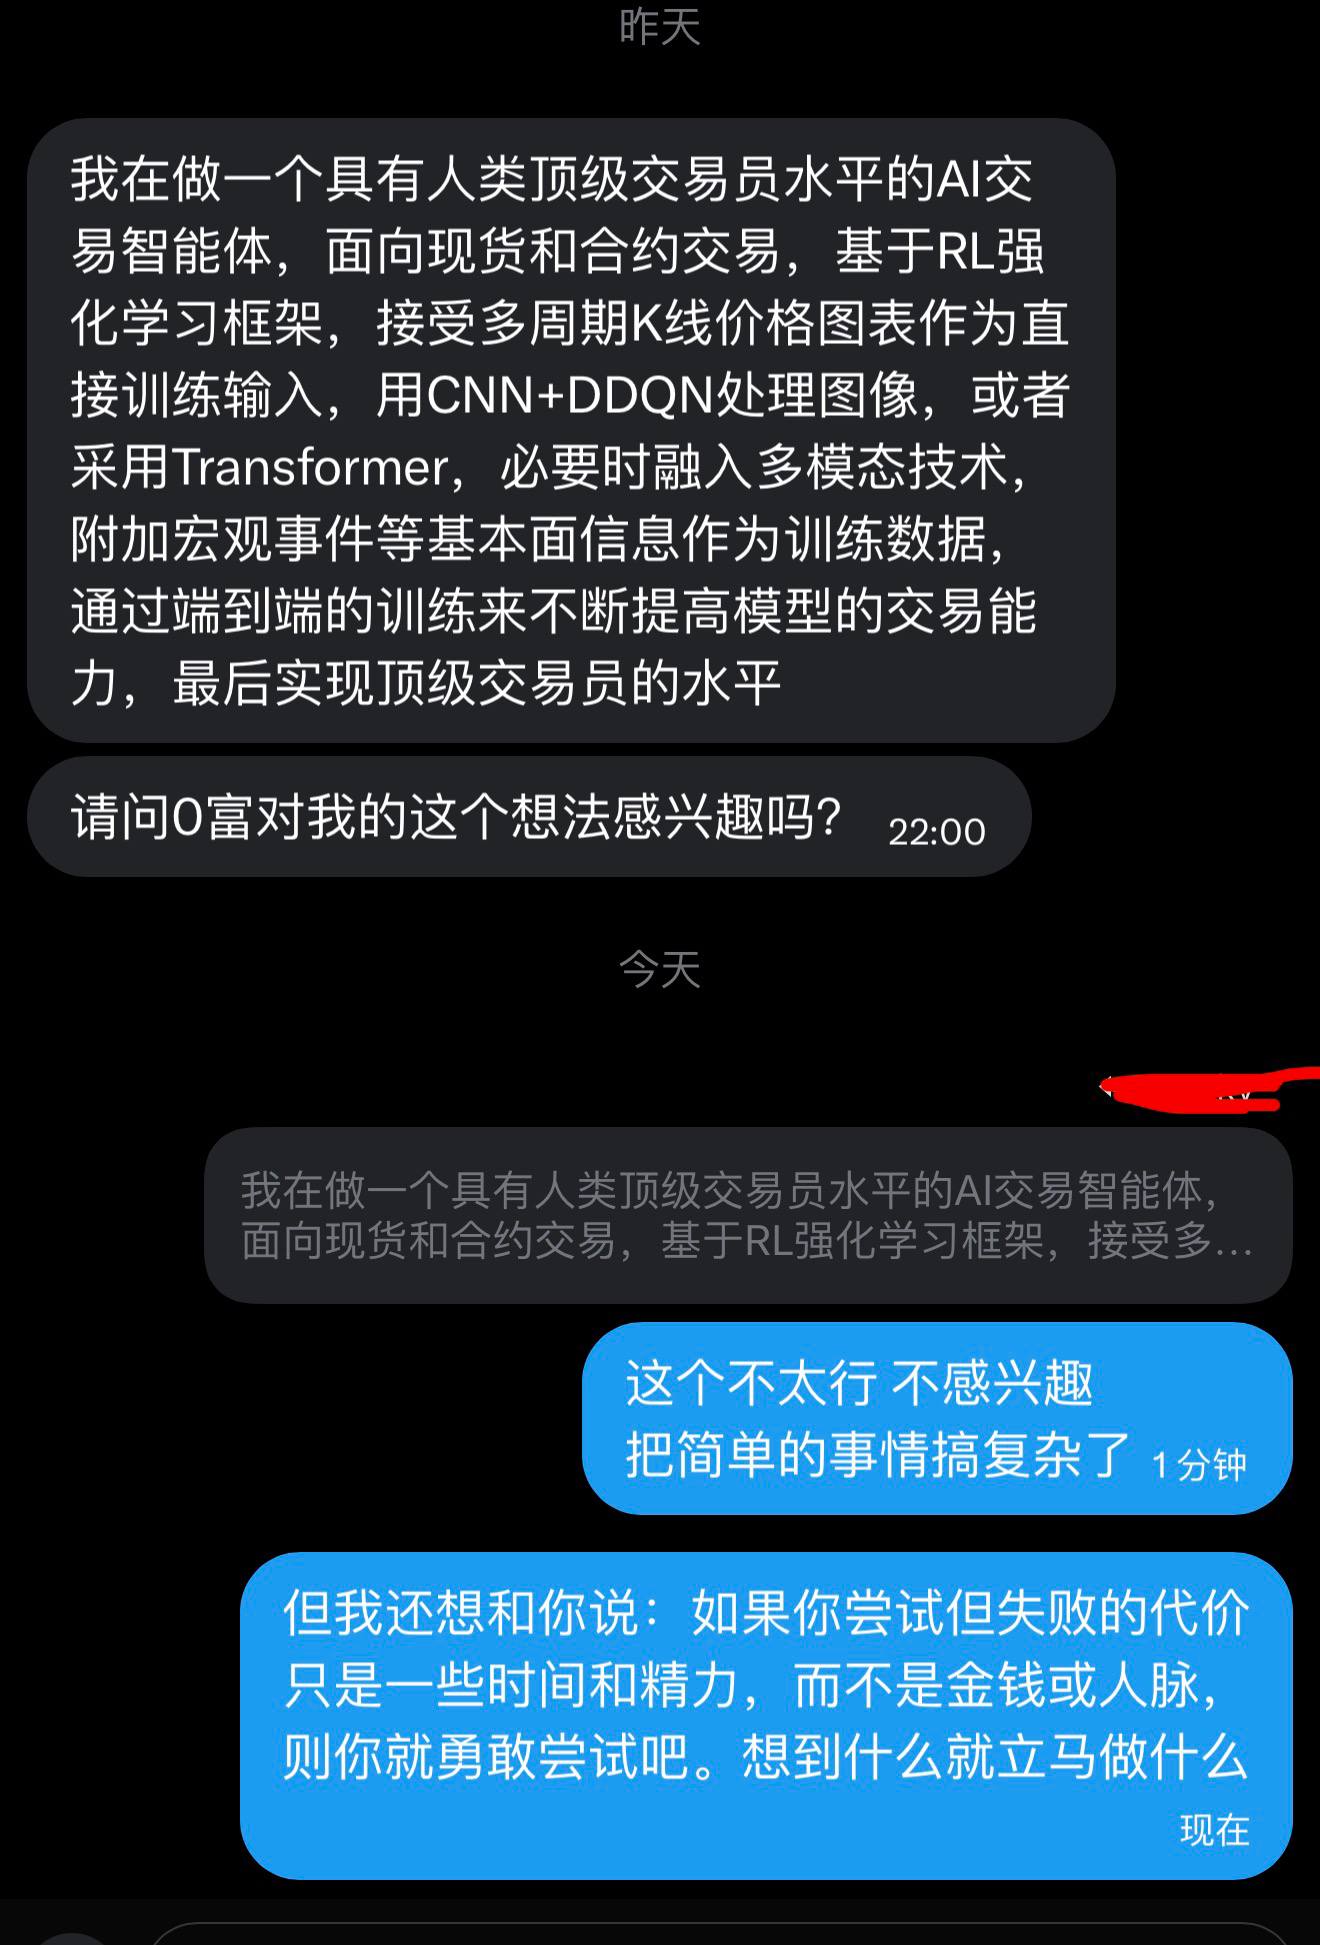 昨天
我在做一个具有人类顶级交易员水平的AI交
易智能体，面向现货和合约交易，基于RL强
化学习框架，接受多周期K线价格图表作为直
接训练输入，用CNN+DDQN处理图像，或者
采用Transformer，必要时融入多模态技术，
附加宏观事件等基本面信息作为训练数据，
通过端到端的训练来不断提高模型的交易能
力，最后实现顶级交易员的水平
请问0富对我的这个想法感兴趣吗？ 22:00
今天
我在做一个具有人类顶级交易员水平的AI交易智能体，
面向现货和合约交易，基于RL强化学习框架，接受多...
这个不太行 不感兴趣
把简单的事情搞复杂了 1 分钟
但我还想和你说：如果你尝试但失败的代价
只是一些时间和精力，而不是金钱或人脉，
则你就勇敢尝试吧。想到什么就立马做什么
现在